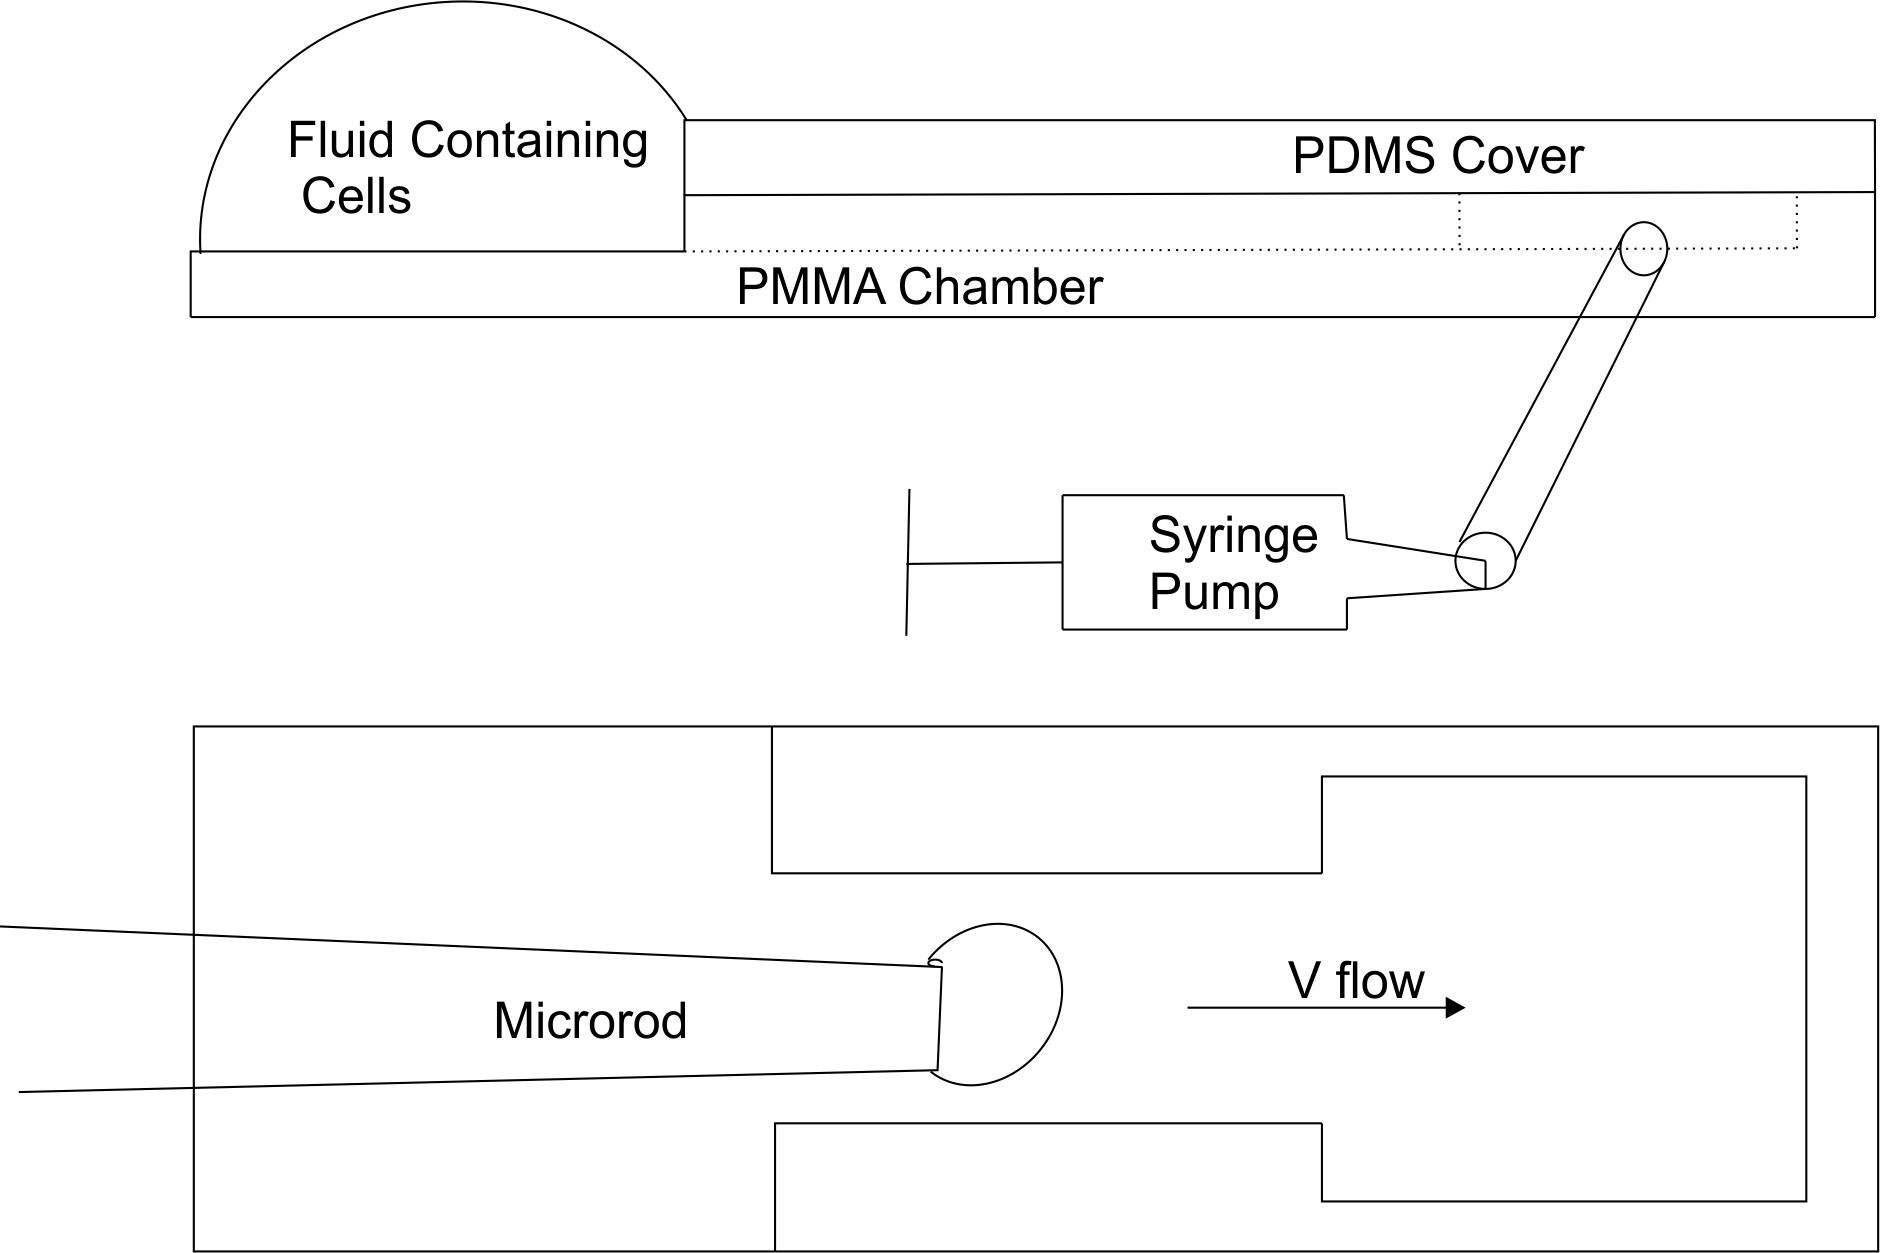 Fluid Containing
Cells
PDMS Cover
PMMA Chamber
Syringe
Pump
Microrod
V flow